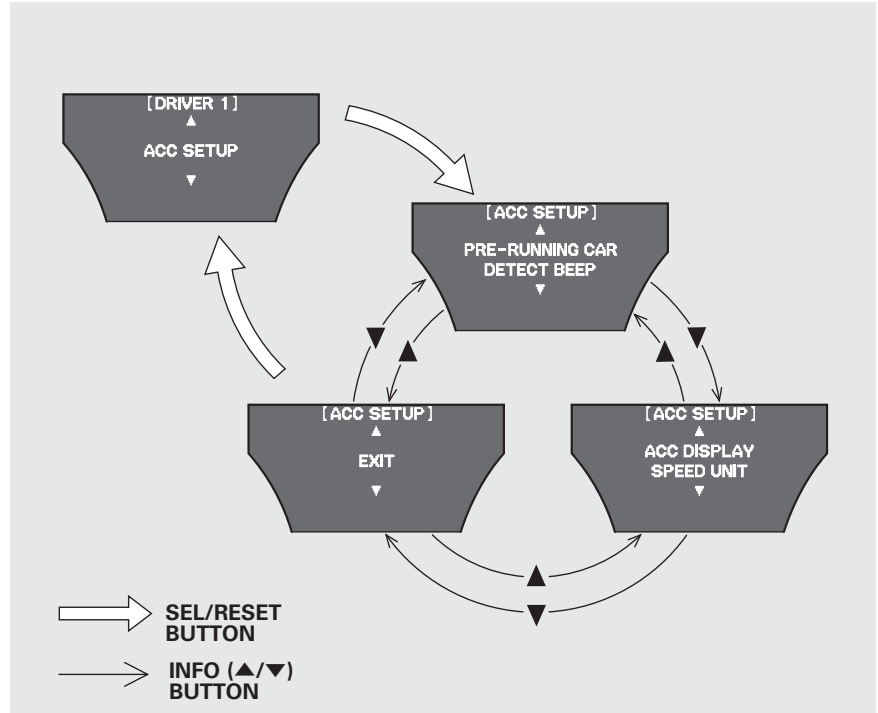 [DRIVER 1]
▲
ACC SETUP
▼
[ACC SETUP]
▲
PRE-RUNNING CAR
DETECT BEEP
▼
▼
▲
▲
▼
[ACC SETUP]
▲
EXIT
▼
[ACC SETUP]
▲
ACC DISPLAY
SPEED UNIT
▼
▲
▼
SEL/RESET
BUTTON
INFO (▲/▼)
BUTTON